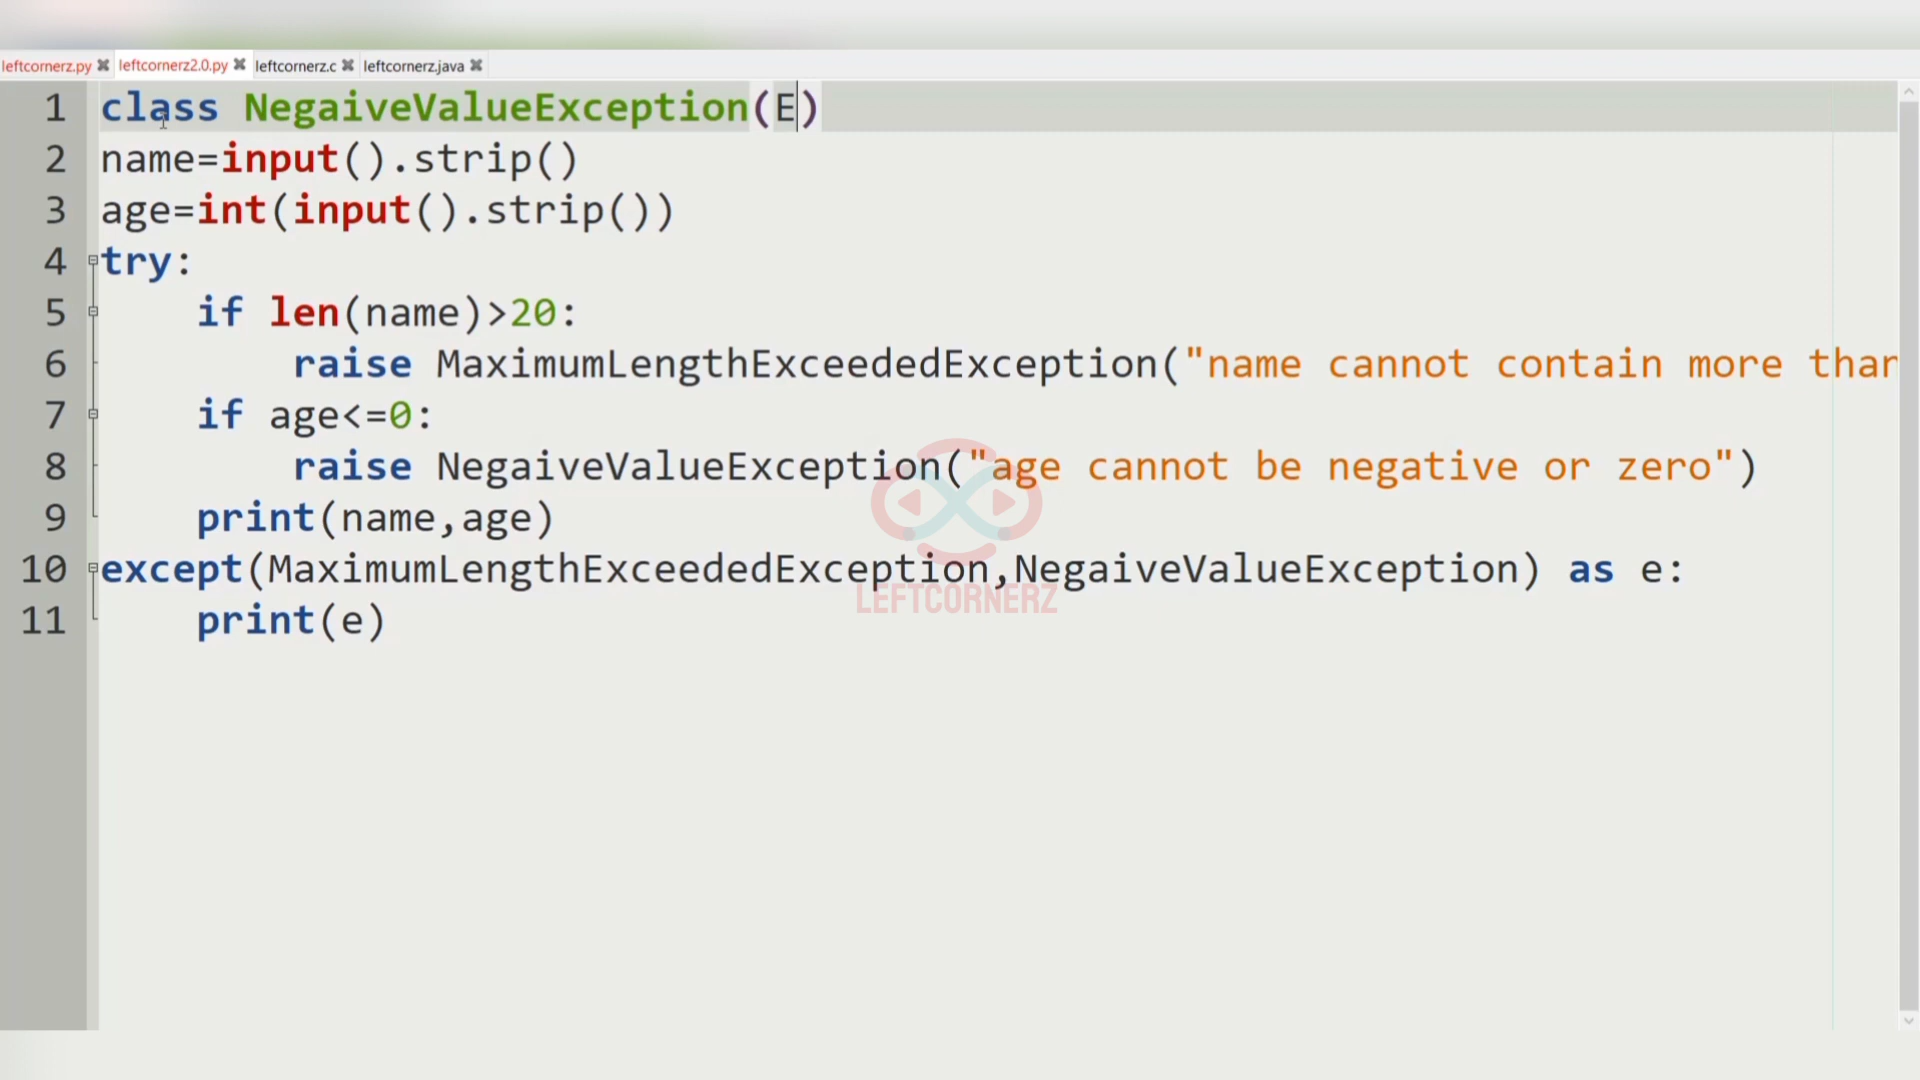 leftcornerz.py leftcornerz2.0.py leftcornerz.c leftcornerz.java
1 class NegaiveValueException(E)
2 name=input().strip()
3 age=int(input().strip())
4 try:
5 if len(name)>20:
6 raise MaximumLengthExceededException("name cannot contain more than
7 if age<=0:
8 raise NegaiveValueException("age cannot be negative or zero")
9 print(name,age)
10 except(MaximumLengthExceededException,NegaiveValueException) as e:
LEFTCORNERZ
11 print(e)